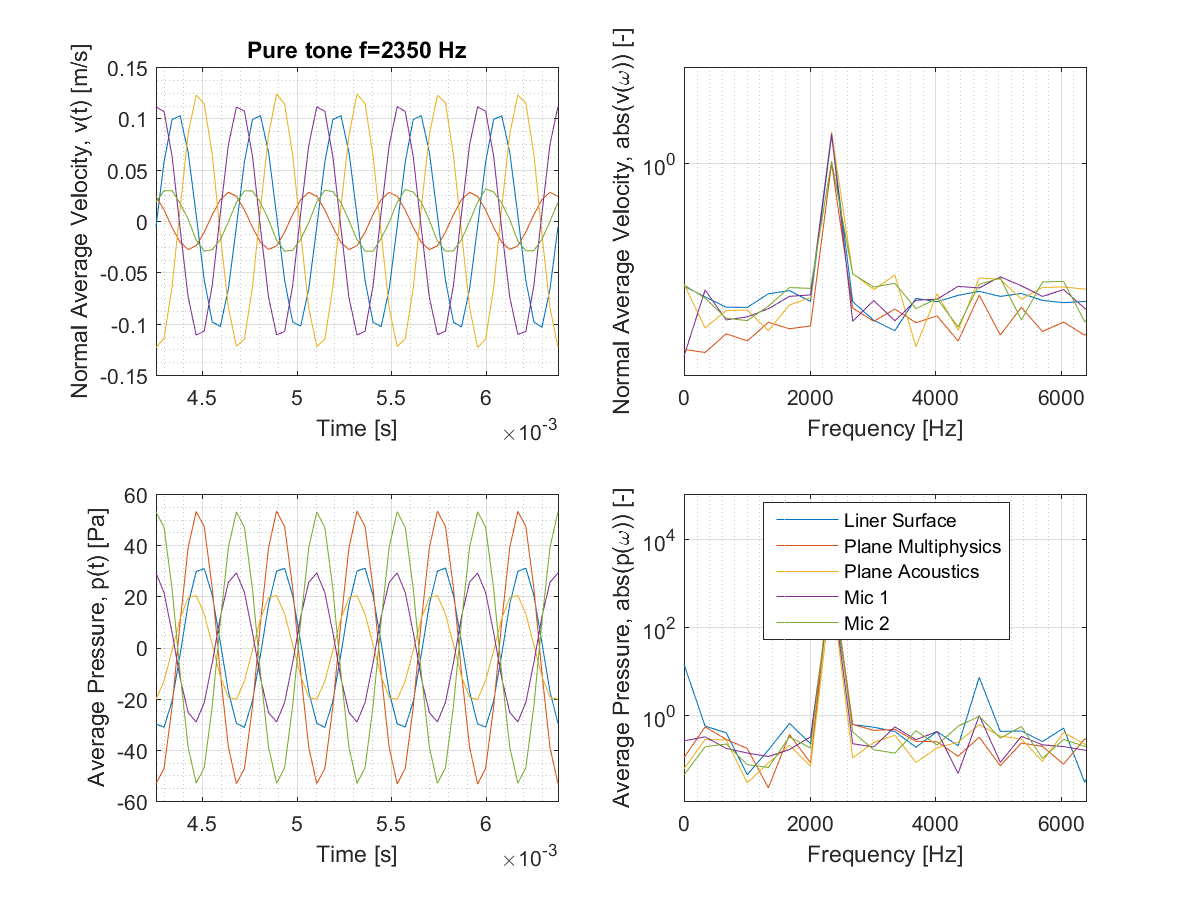 Pure tone f=2350 Hz
Normal Average Velocity, v(t) [m/s]
0.15
0.1
0.05
0
-0.05
-0.1
-0.15
4.5
5
5.5
6
Time [s]
×10-3
Normal Average Velocity, abs(v(ω)) [-]
100
0
2000
4000
6000
Frequency [Hz]
Average Pressure, p(t) [Pa]
60
40
20
0
-20
-40
-60
4.5
5
5.5
6
Time [s]
×10-3
Average Pressure, abs(p(ω)) [-]
104
102
100
Liner Surface
Plane Multiphysics
Plane Acoustics
Mic 1
Mic 2
0
2000
4000
6000
Frequency [Hz]